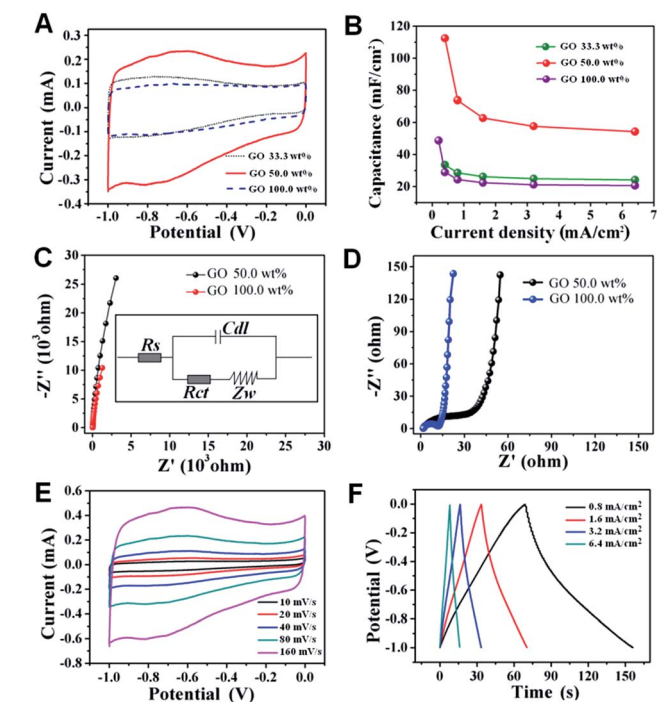 A
0.3
0.2
0.1
0.0
-0.1
-0.2
-0.3
-0.4
Current (mA)
GO 33.3 wt%
GO 50.0 wt%
GO 100.0 wt%
-1.0 -0.8 -0.6 -0.4 -0.2 0.0
Potential (V)
B
120
100
80
60
40
20
Capacitance (mF/cm²)
GO 33.3 wt%
GO 50.0 wt%
GO 100.0 wt%
0 1 2 3 4 5 6 7
Current density (mA/cm²)
C
30
25
20
15
10
5
0
-Z'' (10³ohm)
GO 50.0 wt%
GO 100.0 wt%
Cdl
Rs
Rct Zw
0 5 10 15 20 25 30
Z' (10³ohm)
D
150
120
90
60
30
0
-Z'' (ohm)
GO 50.0 wt%
GO 100.0 wt%
0 30 60 90 120 150
Z' (ohm)
E
0.6
0.4
0.2
0.0
-0.2
-0.4
-0.6
-0.8
Current (mA)
10 mV/s
20 mV/s
40 mV/s
80 mV/s
160 mV/s
-1.0 -0.8 -0.6 -0.4 -0.2 0.0
Potential (V)
F
0.0
-0.2
-0.4
-0.6
-0.8
-1.0
Potential (V)
0.8 mA/cm²
1.6 mA/cm²
3.2 mA/cm²
6.4 mA/cm²
0 30 60 90 120 150
Time (s)